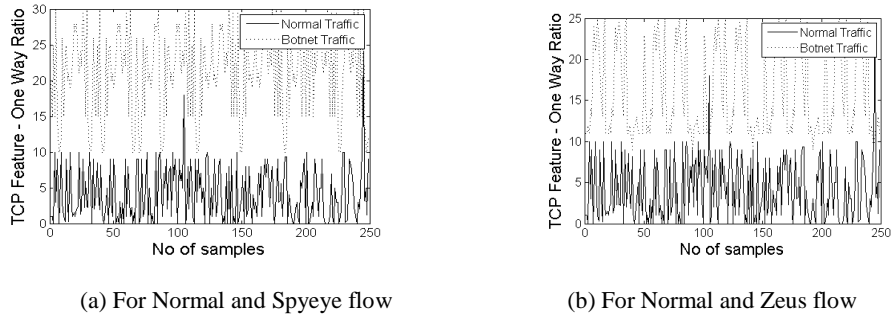 TCP Feature - One Way Ratio
30
25
20
15
10
5
0
0
50
100
150
200
250
No of samples
Normal Traffic
Botnet Traffic
TCP Feature - One Way Ratio
25
20
15
10
5
0
0
50
100
150
200
250
No of samples
Normal Traffic
Botnet Traffic
(a) For Normal and Spyeye flow
(b) For Normal and Zeus flow